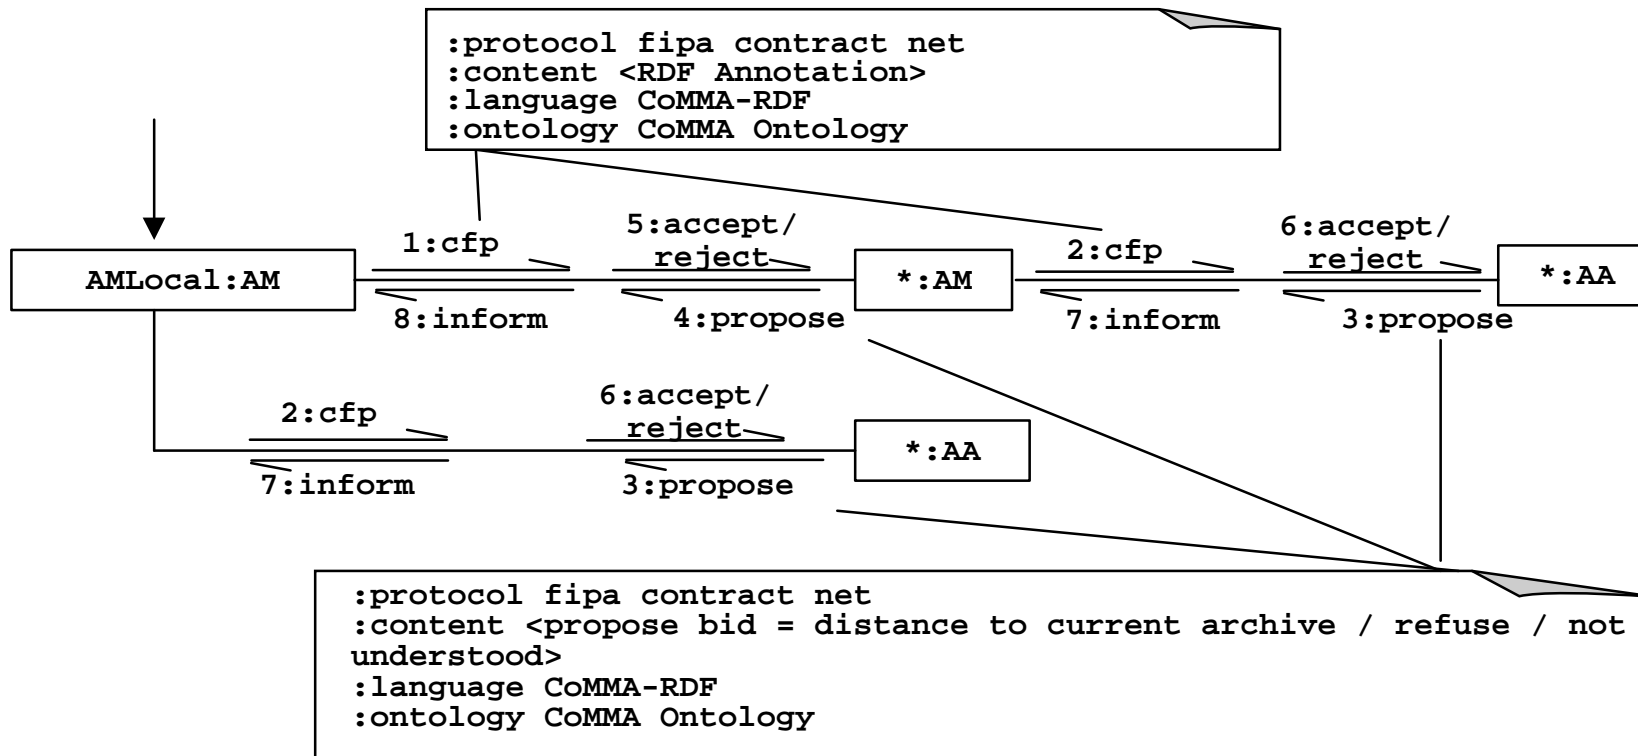 :protocol fipa contract net
:content <RDF Annotation>
:language CoMMA-RDF
:ontology CoMMA Ontology
1:cfp
5:accept/
reject
2:cfp
6:accept/
reject
AMLocal:AM
*:AM
*:AA
8:inform
4:propose
7:inform
3:propose
2:cfp
6:accept/
reject
*:AA
7:inform
3:propose
:protocol fipa contract net
:content <propose bid = distance to current archive / refuse / not
understood>
:language CoMMA-RDF
:ontology CoMMA Ontology